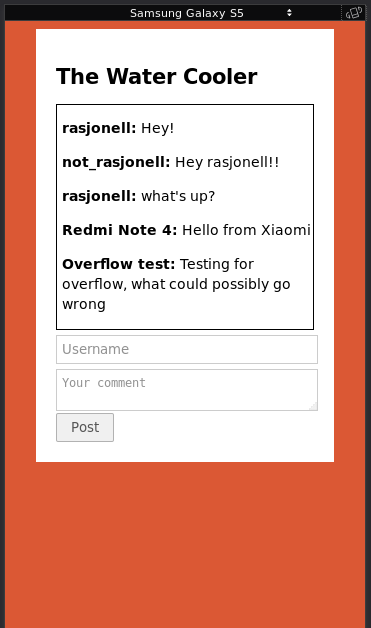 Samsung Galaxy S5
The Water Cooler
rasjonell: Hey!
not_rasjonell: Hey rasjonell!!
rasjonell: what's up?
Redmi Note 4: Hello from Xiaomi
Overflow test: Testing for
overflow, what could possibly go
wrong
Username
Your comment
Post